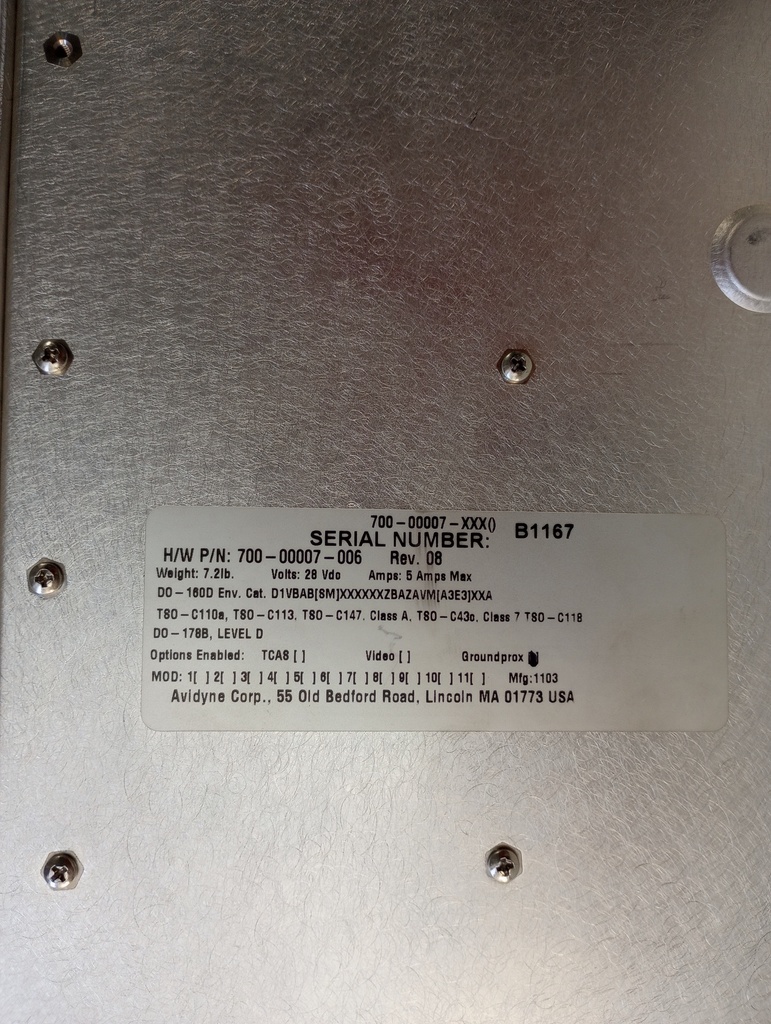 700-00007-XXX()
SERIAL NUMBER: B1167
H/W P/N: 700-00007-006 Rev. 08
Weight: 7.2lb. Volts: 28 Vdc Amps: 5 Amps Max
DO-160D Env. Cat. D1VBAB[SM]XXXXXXZBAZAVM[A3E3]XXA
TSO-C110a, TSO-C113, TSO-C147, Class A, TSO-C43c, Class 7 TSO-C118
DO-178B, LEVEL D
Options Enabled: TCAS [ ] Video [ ] Groundprox
MOD: 1[ ] 2[ ] 3[ ] 4[ ] 5[ ] 6[ ] 7[ ] 8[ ] 9[ ] 10[ ] 11[ ] Mfg:1103
Avidyne Corp., 55 Old Bedford Road, Lincoln MA 01773 USA